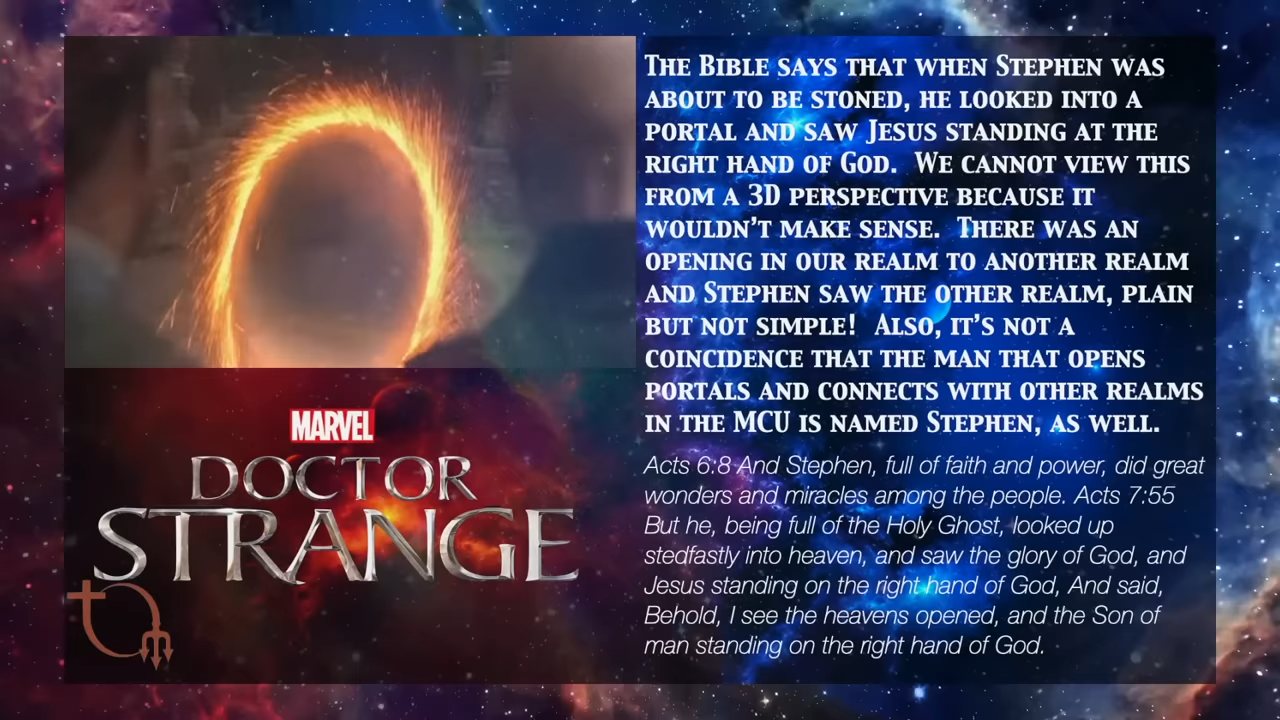 The Bible says that when Stephen was
about to be stoned, he looked into a
portal and saw Jesus standing at the
right hand of God.  We cannot view this
from a 3D perspective because it
wouldn't make sense.  There was an
opening in our realm to another realm
and Stephen saw the other realm, plain
but not simple!  Also, it's not a
coincidence that the man that opens
portals and connects with other realms
in the MCU is named Stephen, as well.
Acts 6:8 And Stephen, full of faith and power, did great
wonders and miracles among the people. Acts 7:55
But he, being full of the Holy Ghost, looked up
stedfastly into heaven, and saw the glory of God, and
Jesus standing on the right hand of God, And said,
Behold, I see the heavens opened, and the Son of
man standing on the right hand of God.
MARVEL
DOCTOR
STRANGE